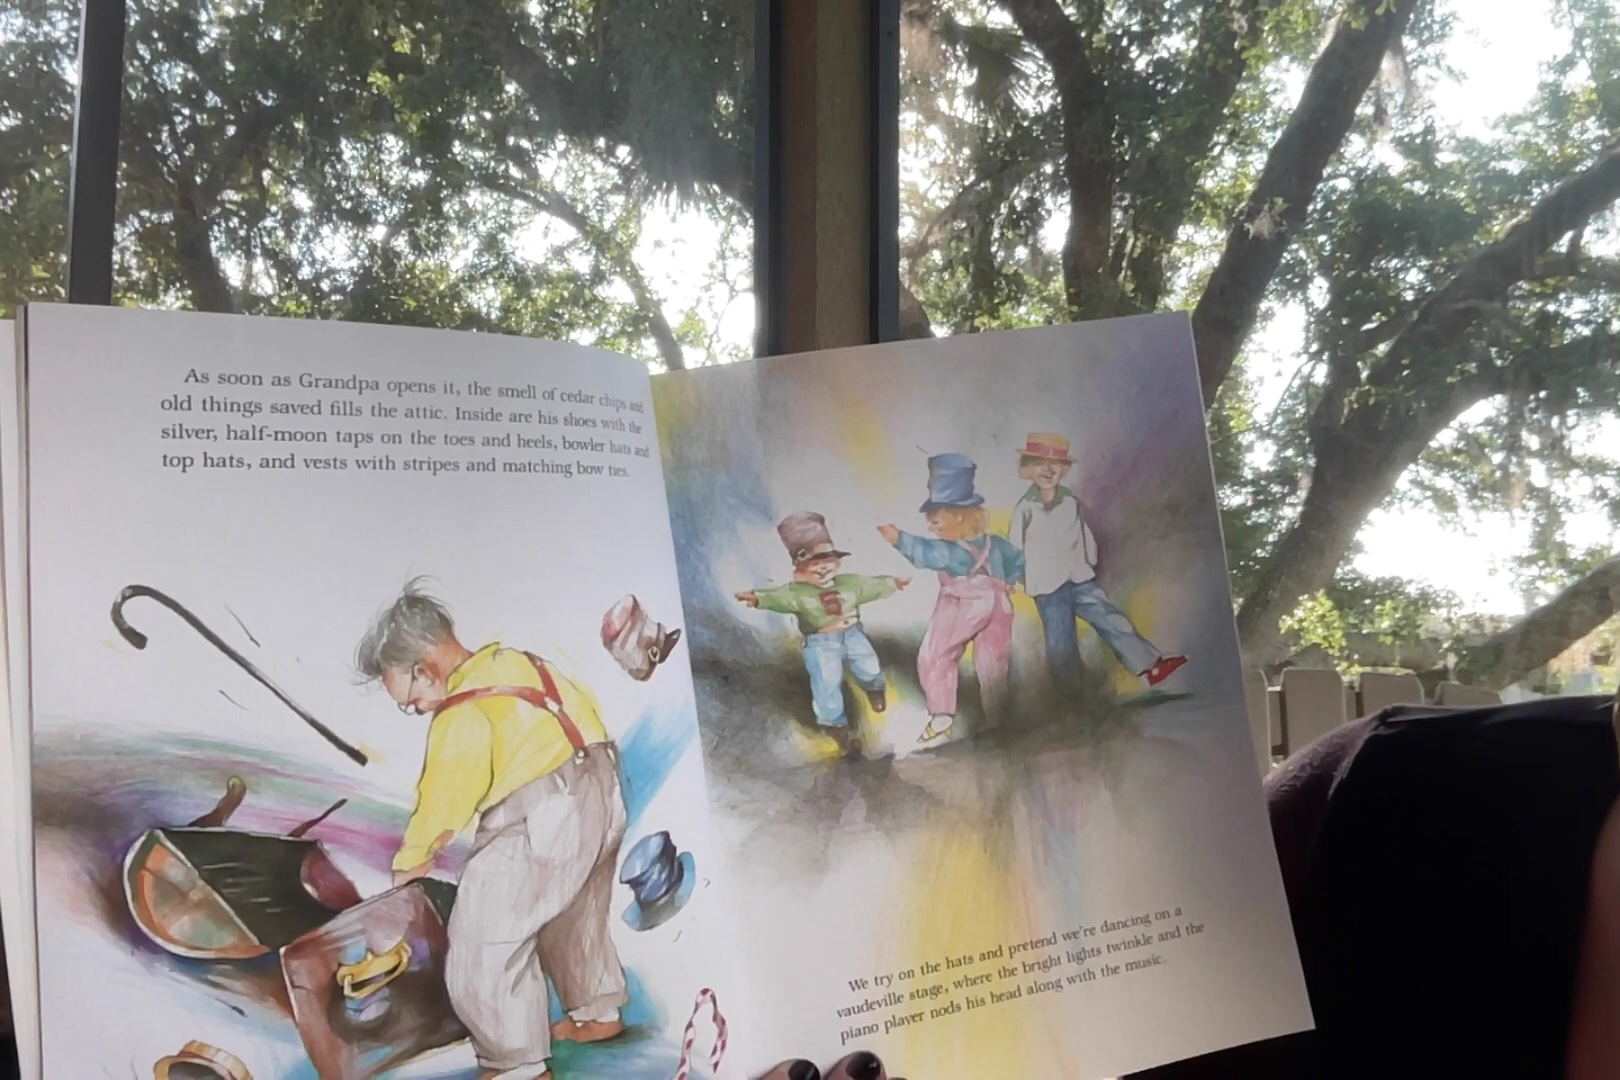 As soon as Grandpa opens it, the smell of cedar chips and
old things saved fills the attic. Inside are his shoes with the
silver, half-moon taps on the toes and heels, bowler hats and
top hats, and vests with stripes and matching bow ties.
S
We try on the hats and pretend we're dancing on a
vaudeville stage, where the bright lights twinkle and the
piano player nods his head along with the music.